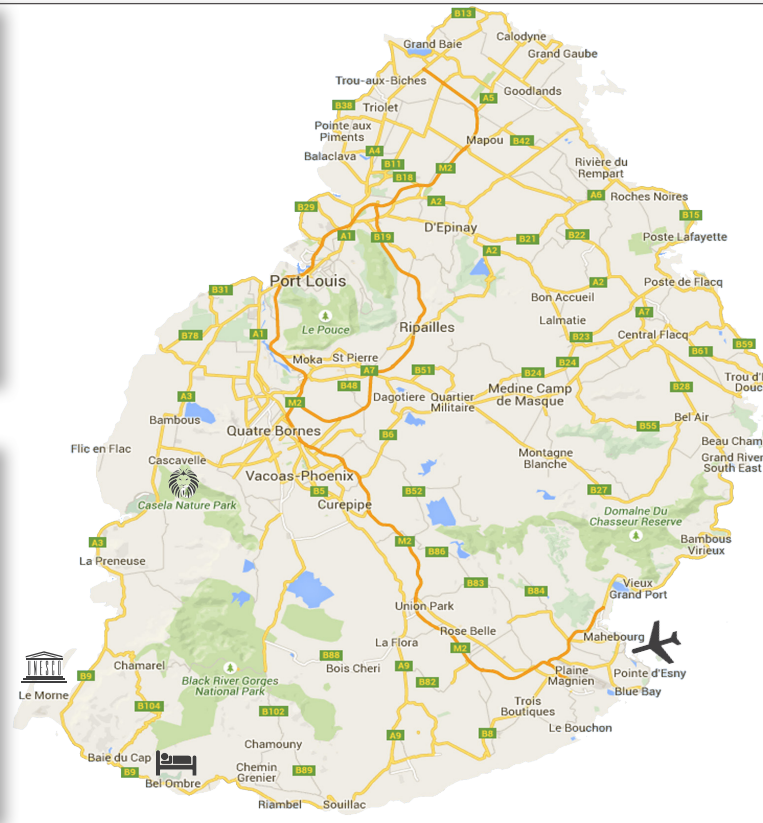 B13
Calodyne
Grand Baie
Grand Gaube
Trou-aux-Biches
Goodlands
A5
B38
Triolet
Pointe aux
Piments
Mapou
B42
A4
Balaclava
B11
M2
Rivière du
Rempart
B18
A6
Roches Noires
B29
A2
B15
D'Epinay
A1
B19
B21
B22
Poste Lafayette
A2
Port Louis
A2
Poste de Flacq
B31
Bon Accueil
A7
Le Pouce
Lalmatie
Ripailles
B78
A1
B23
Central Flacq
B59
B61
Moka
St Pierre
B24
A7
B51
B24
Trou d'
Douc
B48
B28
Medine Camp
de Masque
A3
Dagotiere
Quartier
Militaire
M2
Bambous
Bel Air
B55
Quatre Bornes
B6
Beau Cham
Flic en Flac
Montagne
Blanche
Grand River
South East
Cascavelle
Vacoas-Phoenix
B5
B52
B27
Casela Nature Park
Curepipe
Domaine Du
Chasseur Reserve
A3
M2
Bambous
Virieux
B86
La Preneuse
B83
Vieux
Grand Port
B84
Union Park
Rose Belle
Mahebourg
La Flora
M2
UNESCO
B88
Chamarel
A9
Bois Cheri
B9
Plaine
Magnien
Pointe d'Esny
Black River Gorges
National Park
B82
Le Morne
Blue Bay
B104
B102
Trois
Boutiques
Le Bouchon
A9
B8
Chamouny
Baie du Cap
B9
Chemin
Grenier
B89
Bel Ombre
Riambel
Souillac